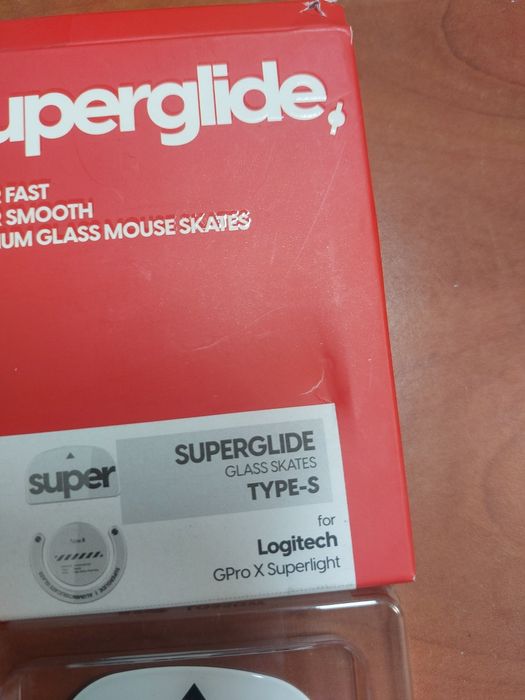 uperglide
FAST
SMOOTH
IUM GLASS MOUSE SKATES
SUPERGLIDE
GLASS SKATES
TYPE-S
super
for
Logitech
GPro X Superlight